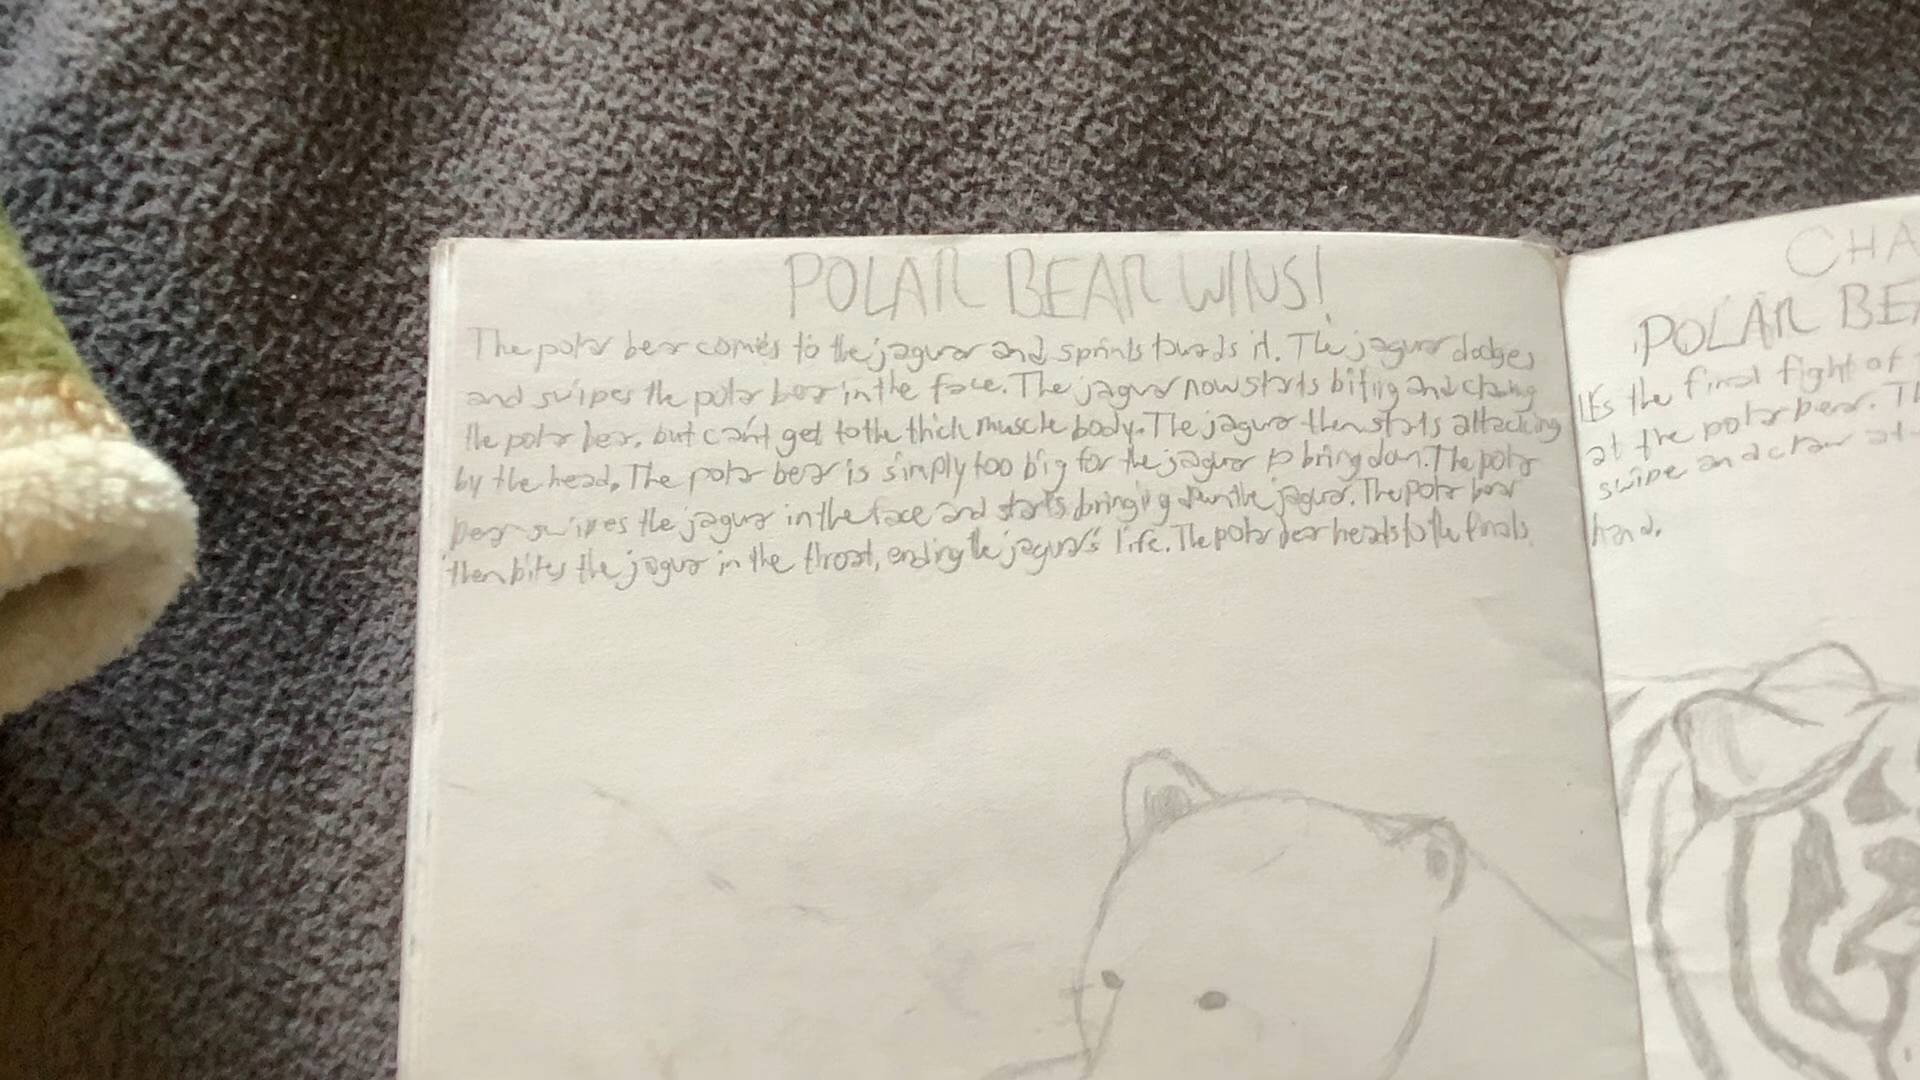 POLAR BEAR WINS!
The polar bear comes to the jaguar and sprints towards it. The jaguar dodges
and swipes the polar bear in the face. The jaguar now starts biting and clawing
the polar bear, but can't get to the thick muscle body. The jaguar then starts attacking
by the head. The polar bear is simply too big for the jaguar to bring down. The polar
bear swipes the jaguar in the face and starts bringing down the jaguar. The polar bear
then bites the jaguar in the throat, ending the jaguar's life. The polar bear heads to the finals.
CHA
POLAR BEA
It's the final fight of
at the polar bear. Th
swipe and claw at
hand.